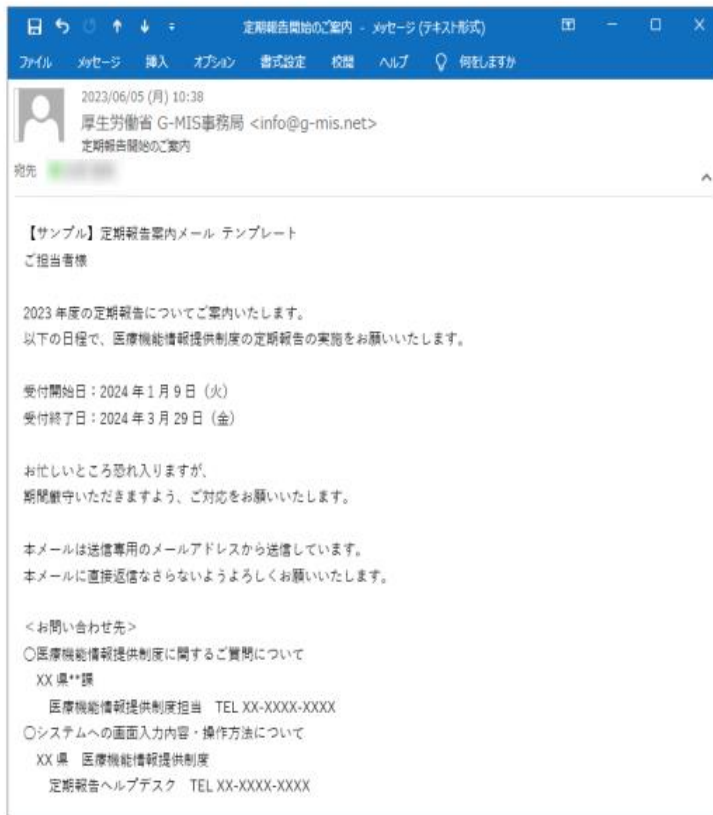 定期報告開始のご案内 - メッセージ (テキスト形式)
ファイル メッセージ 挿入 オプション 書式設定 校閲 ヘルプ 何をしますか
2023/06/05 (月) 10:38
厚生労働省 G-MIS事務局 <info@g-mis.net>
定期報告開始のご案内
宛先
【サンプル】定期報告案内メール テンプレート
ご担当者様
2023 年度の定期報告についてご案内いたします。
以下の日程で、医療機能情報提供制度の定期報告の実施をお願いいたします。
受付開始日：2024 年 1 月 9 日（火）
受付終了日：2024 年 3 月 29 日（金）
お忙しいところ恐れ入りますが、
期間厳守いただきますよう、ご対応をお願いいたします。
本メールは送信専用のメールアドレスから送信しています。
本メールに直接返信なさらないようよろしくお願いいたします。
＜お問い合わせ先＞
〇医療機能情報提供制度に関するご質問について
XX 県**課
医療機能情報提供制度担当 TEL XX-XXXX-XXXX
〇システムへの画面入力内容・操作方法について
XX 県 医療機能情報提供制度
定期報告ヘルプデスク TEL XX-XXXX-XXXX